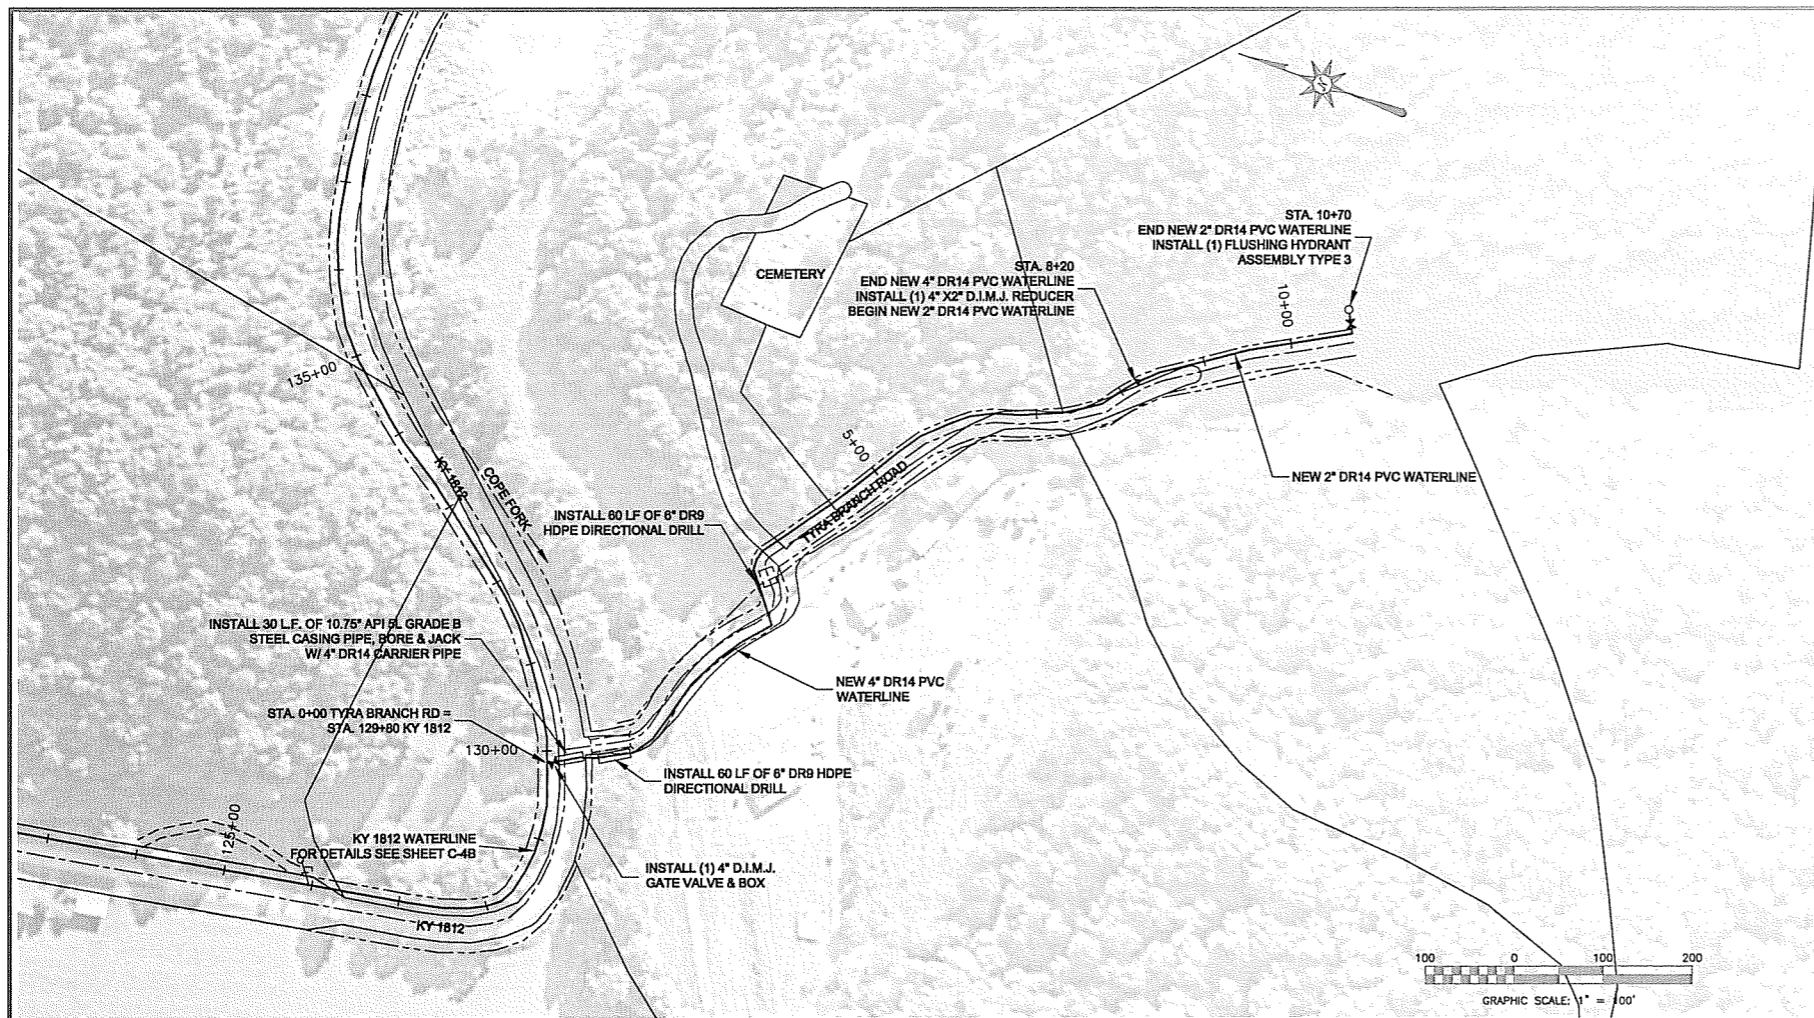 STA. 10+70
END NEW 2" DR14 PVC WATERLINE
INSTALL (1) FLUSHING HYDRANT
ASSEMBLY TYPE 3
CEMETERY
STA. 8+20
END NEW 4" DR14 PVC WATERLINE
INSTALL (1) 4" X2" D.I.M.J. REDUCER
BEGIN NEW 2" DR14 PVC WATERLINE
10+00
135+00
5+00
KY 1812
COPE FORK
TYRA BRANCH ROAD
NEW 2" DR14 PVC WATERLINE
INSTALL 60 LF OF 6" DR9
HDPE DIRECTIONAL DRILL
INSTALL 30 L.F. OF 10.75" API 5L GRADE B
STEEL CASING PIPE, BORE & JACK
W/ 4" DR14 CARRIER PIPE
NEW 4" DR14 PVC
WATERLINE
STA. 0+00 TYRA BRANCH RD =
STA. 129+80 KY 1812
130+00
INSTALL 60 LF OF 6" DR9 HDPE
DIRECTIONAL DRILL
125+00
KY 1812 WATERLINE
FOR DETAILS SEE SHEET C-4B
INSTALL (1) 4" D.I.M.J.
GATE VALVE & BOX
KY 1812
100 0 100 200
GRAPHIC SCALE: 1" = 100'